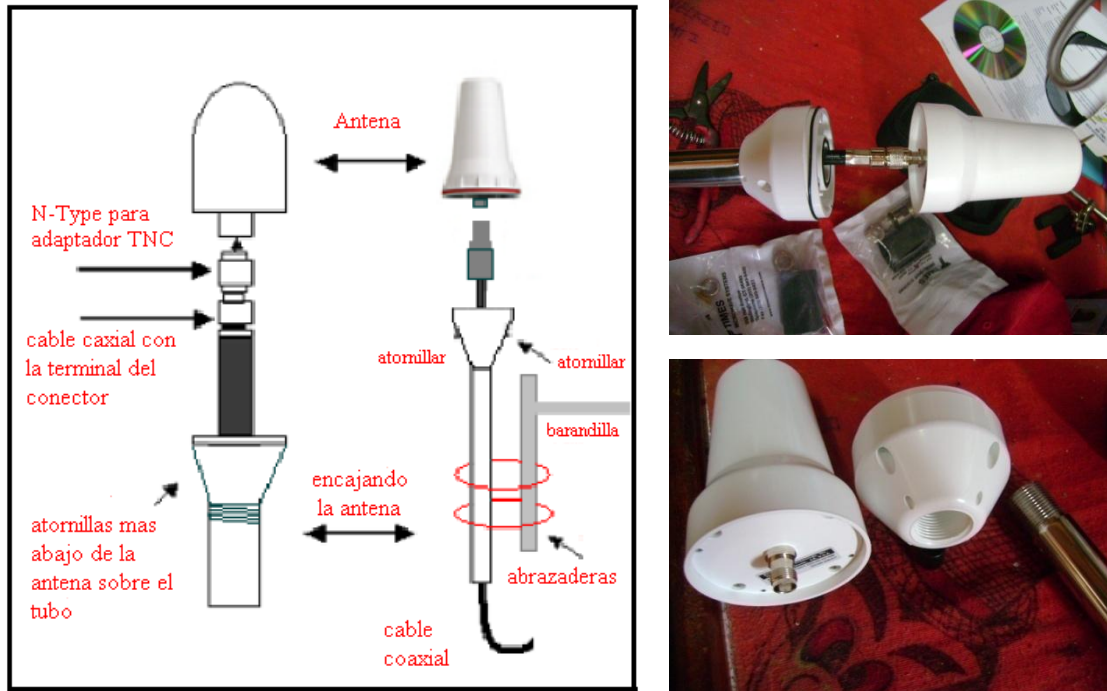 Antena
N-Type para
adaptador TNC
cable caxial con
la terminal del
conector
atornillar
atornillar
barandilla
encajando
la antena
atornillas mas
abajo de la
antena sobre el
tubo
abrazaderas
cable
coaxial
TIMES